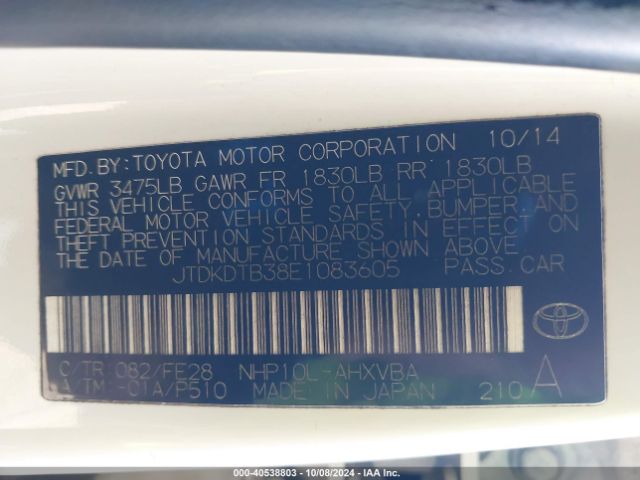 MFD. BY: TOYOTA MOTOR CORPORATION 10/14
GVWR 3475LB GAWR FR 1830LB RR 1830LB
THIS VEHICLE CONFORMS TO ALL APPLICABLE
FEDERAL MOTOR VEHICLE SAFETY, BUMPER, AND
THEFT PREVENTION STANDARDS IN EFFECT ON
THE DATE OF MANUFACTURE SHOWN ABOVE.
JTDKDTB38E1083605 PASS. CAR
C/TR: 082/FE28 NHP10L-AHXVBA
A/TM: -01A/P510 MADE IN JAPAN 210 A
000-40538803 - 10/08/2024 - IAA, Inc.